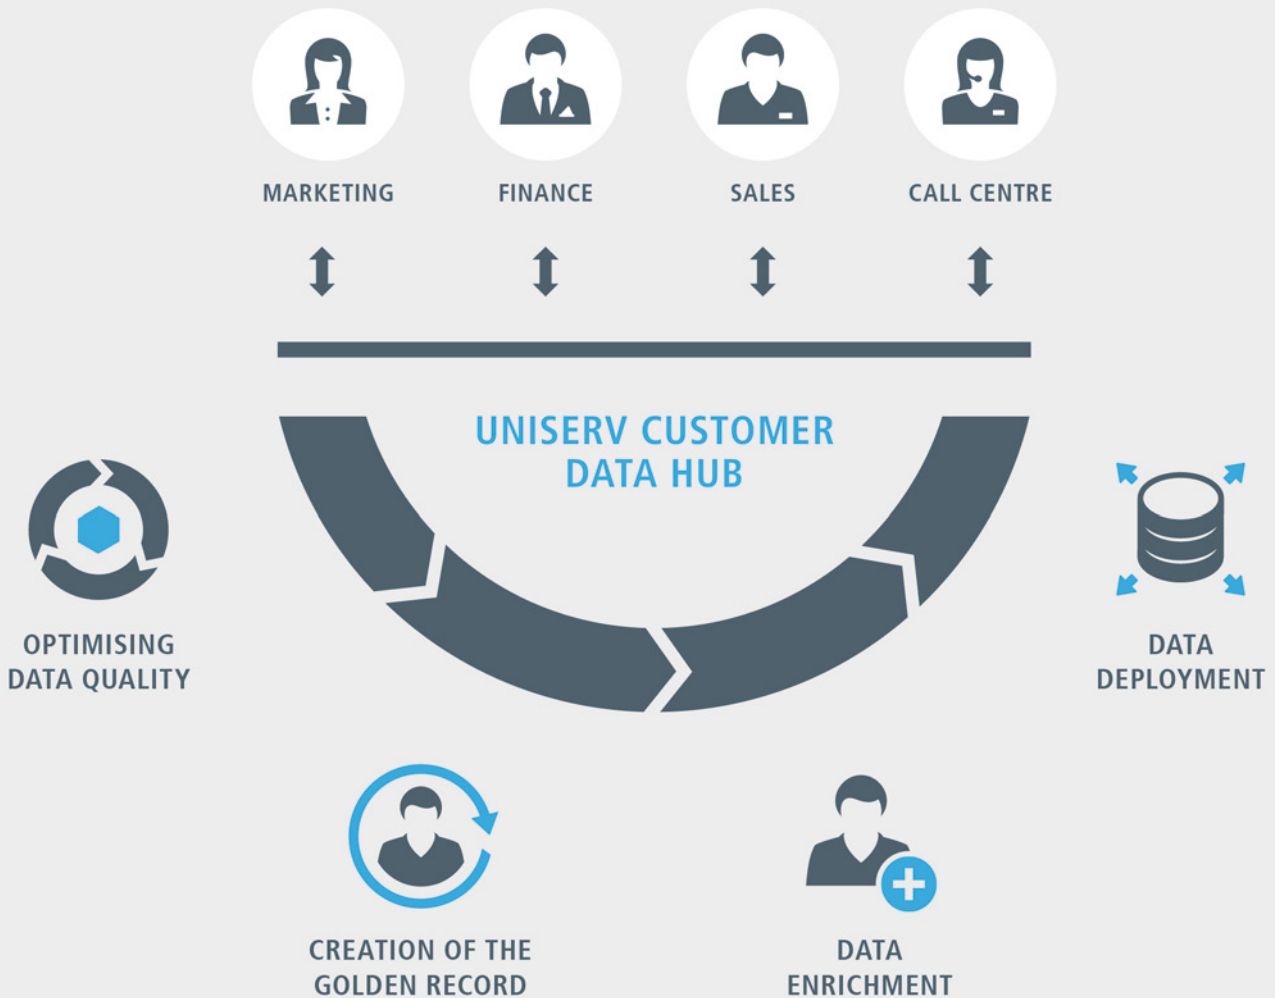 MARKETING
FINANCE
SALES
CALL CENTRE
UNISERV CUSTOMER
DATA HUB
OPTIMISING
DATA QUALITY
DATA
DEPLOYMENT
CREATION OF THE
GOLDEN RECORD
DATA
ENRICHMENT